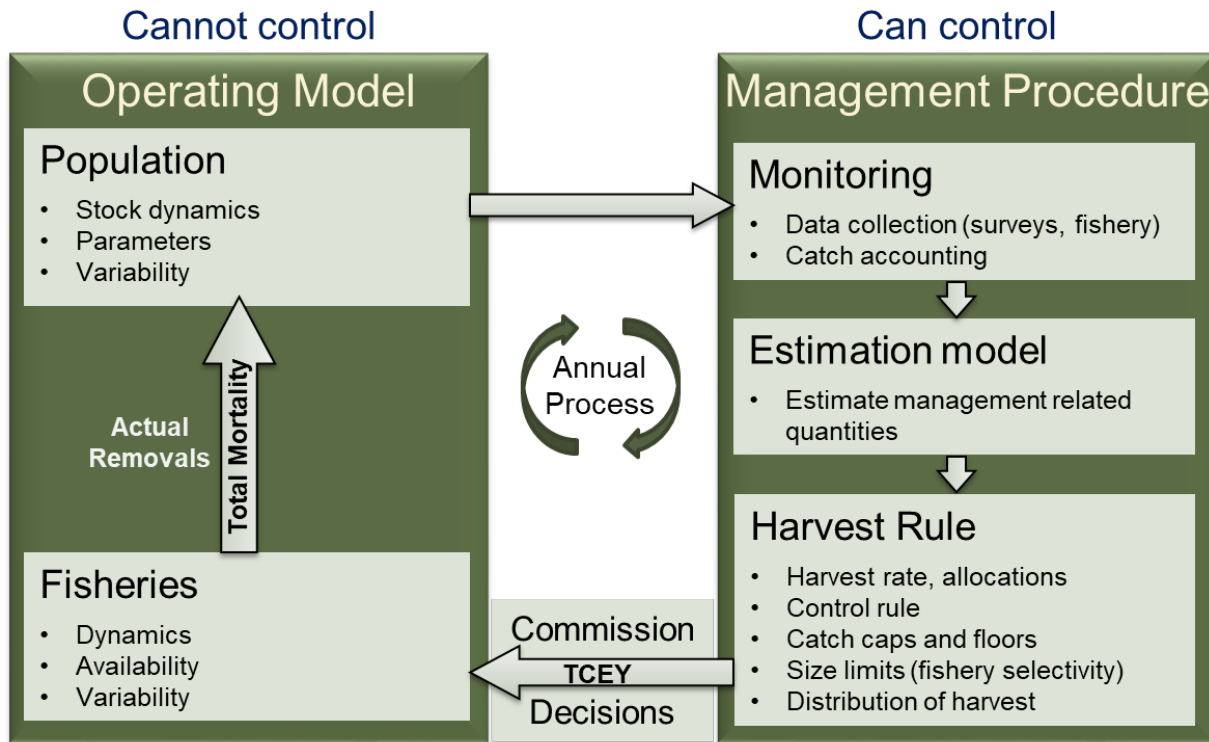 Cannot control
Operating Model
Population
• Stock dynamics
• Parameters
• Variability
Actual
Removals
Total Mortality
Fisheries
• Dynamics
• Availability
• Variability
Annual
Process
Commission
TCEY
Decisions
Can control
Management Procedure
Monitoring
• Data collection (surveys, fishery)
• Catch accounting
Estimation model
• Estimate management related
quantities
Harvest Rule
• Harvest rate, allocations
• Control rule
• Catch caps and floors
• Size limits (fishery selectivity)
• Distribution of harvest